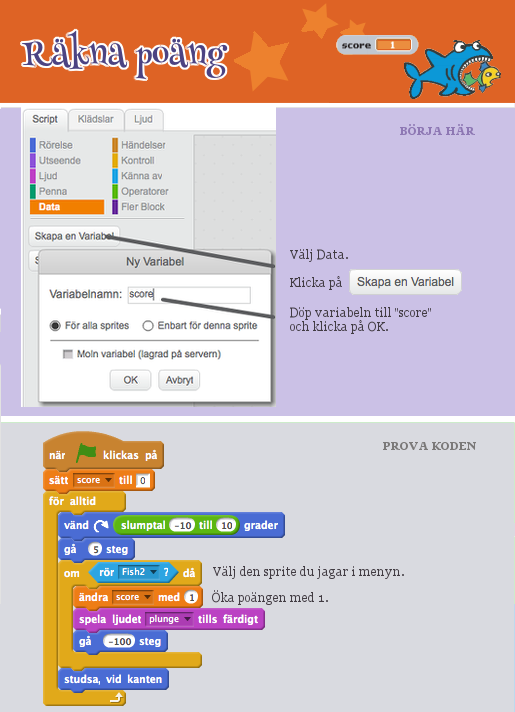 Räkna poäng
score 1
BÖRJA HÄR
Script Klädslar Ljud
Rörelse Händelser
Utseende Kontroll
Ljud Känna av
Penna Operatorer
Data Fler Block
Skapa en Variabel
S
Ny Variabel
Variabelnamn: score
För alla sprites Enbart för denna sprite
Moln variabel (lagrad på servern)
OK Avbryt
Välj Data.
Klicka på Skapa en Variabel
Döp variabeln till "score"
och klicka på OK.
PROVA KODEN
när klickas på
sätt score till 0
för alltid
vänd slumptal -10 till 10 grader
gå 5 steg
om rör Fish2 ? då Välj den sprite du jagar i menyn.
ändra score med 1 Öka poängen med 1.
spela ljudet plunge tills färdigt
gå -100 steg
studsa, vid kanten